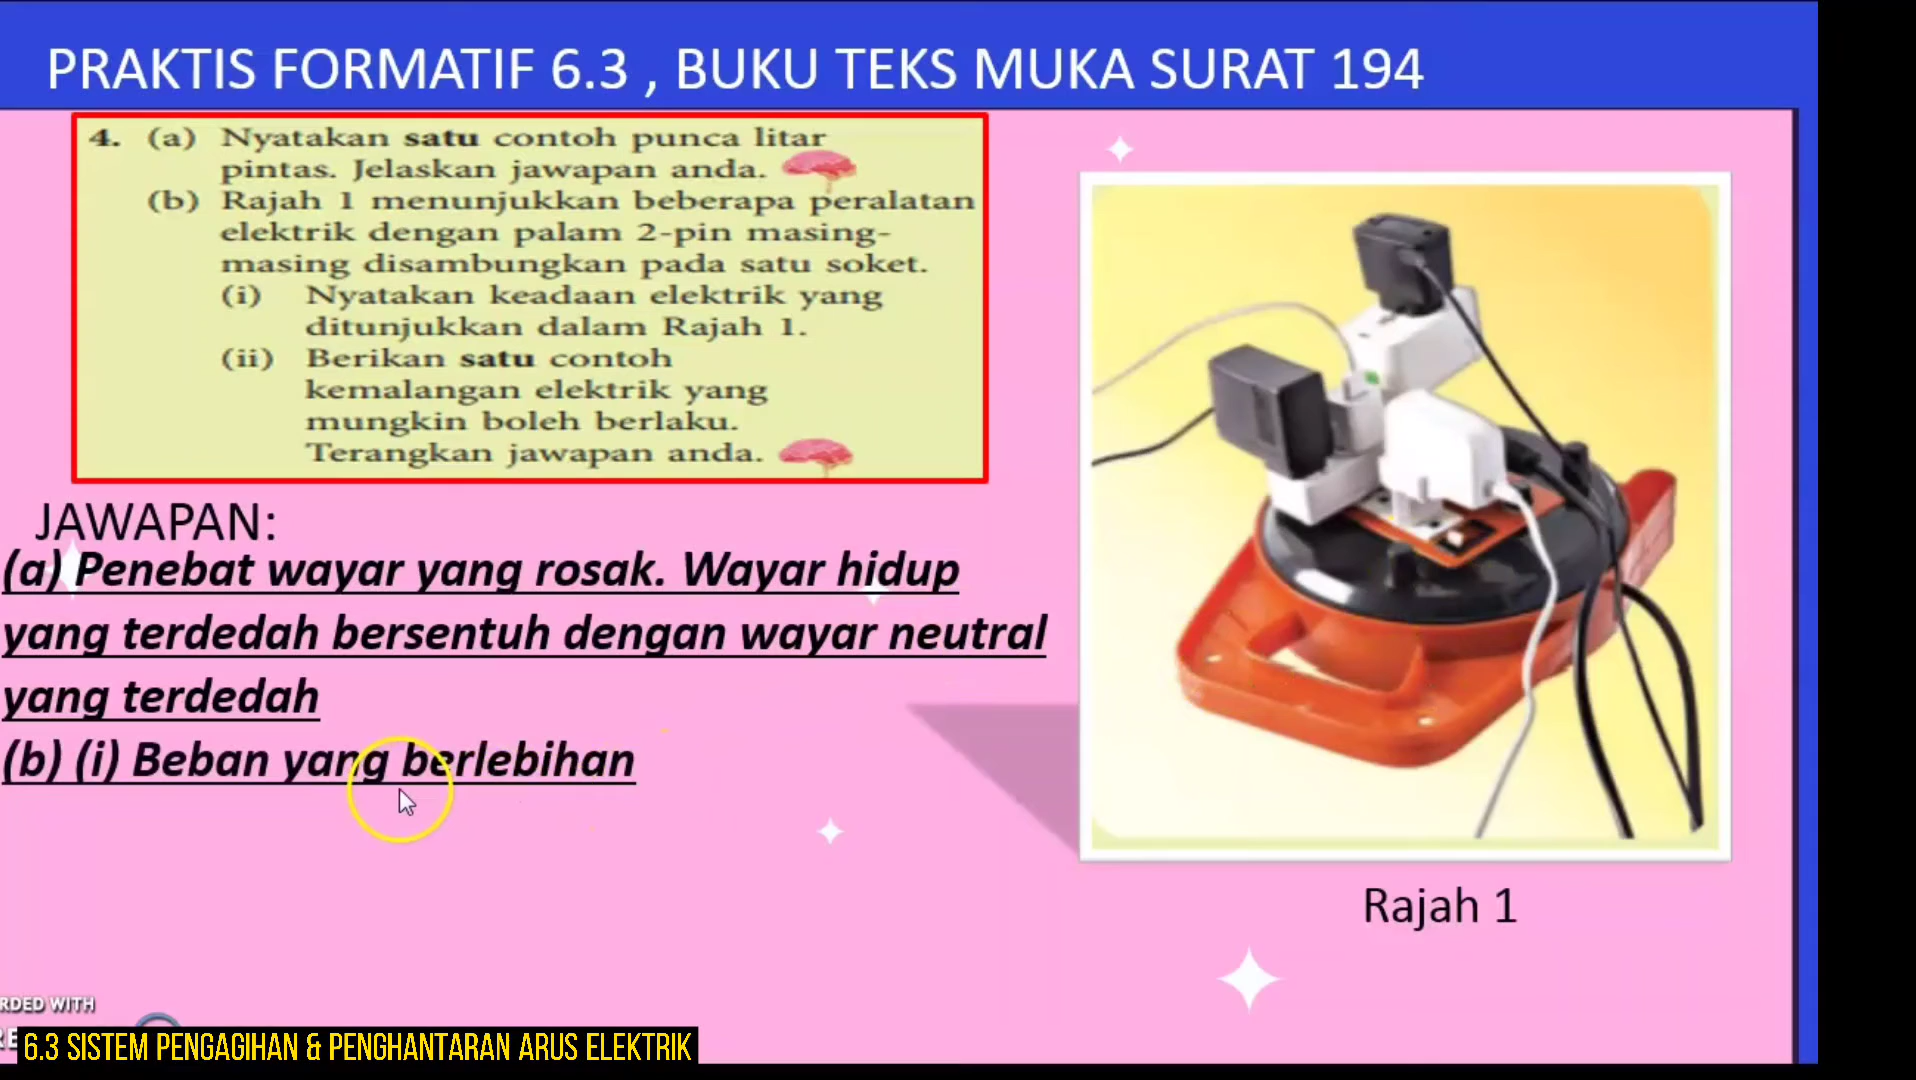 PRAKTIS FORMATIF 6.3 , BUKU TEKS MUKA SURAT 194
4. (a) Nyatakan satu contoh punca litar
pintas. Jelaskan jawapan anda.
(b) Rajah 1 menunjukkan beberapa peralatan
elektrik dengan palam 2-pin masing-
masing disambungkan pada satu soket.
(i) Nyatakan keadaan elektrik yang
ditunjukkan dalam Rajah 1.
(ii) Berikan satu contoh
kemalangan elektrik yang
mungkin boleh berlaku.
Terangkan jawapan anda.
JAWAPAN:
(a) Penebat wayar yang rosak. Wayar hidup
yang terdedah bersentuh dengan wayar neutral
yang terdedah
(b) (i) Beban yang berlebihan
Rajah 1
RDED WITH
6.3 SISTEM PENGAGIHAN & PENGHANTARAN ARUS ELEKTRIK